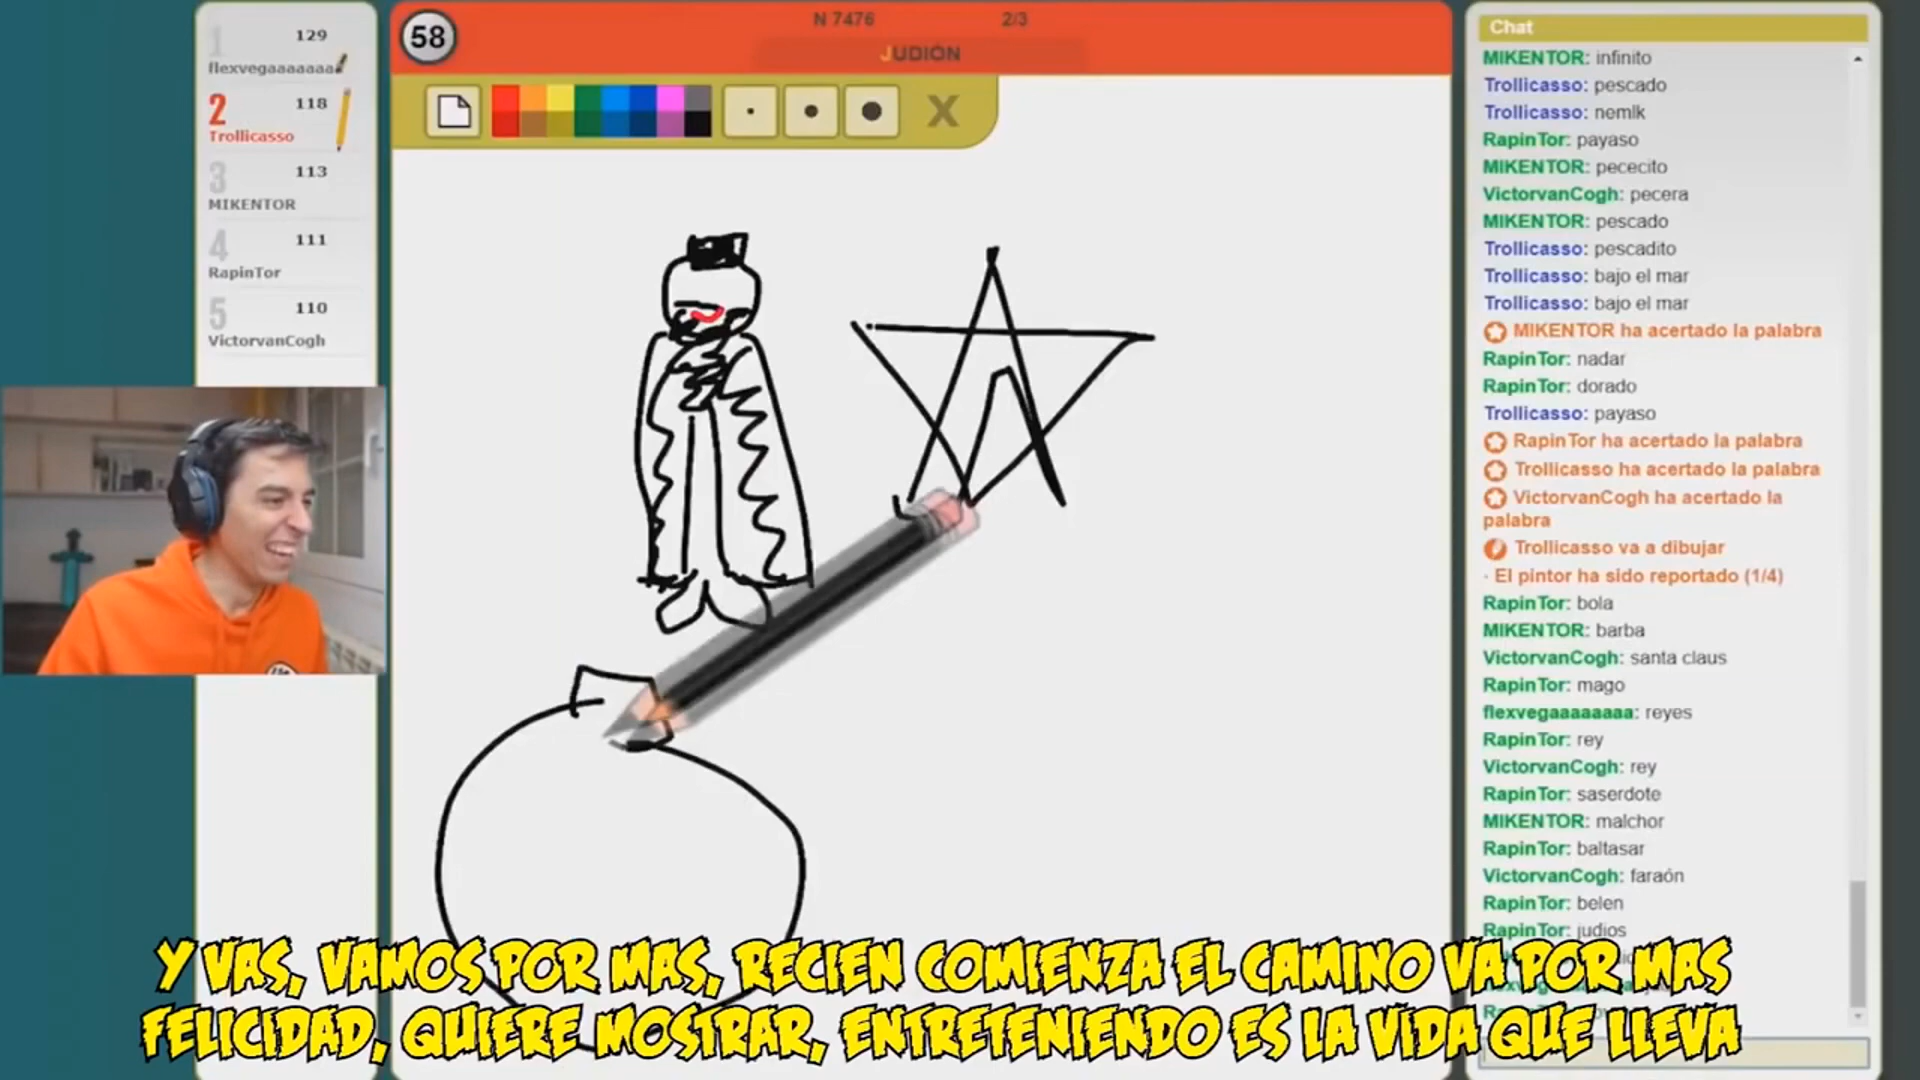 1
129
flexvegaaaaaaa
2
118
Trollicasso
3
113
MIKENTOR
4
111
RapinTor
5
110
VictorvanCogh
58
N 7476
2/3
JUDIÓN
X
Chat
MIKENTOR: infinito
Trollicasso: pescado
Trollicasso: nemlk
RapinTor: payaso
MIKENTOR: pececito
VictorvanCogh: pecera
MIKENTOR: pescado
Trollicasso: pescadito
Trollicasso: bajo el mar
Trollicasso: bajo el mar
MIKENTOR ha acertado la palabra
RapinTor: nadar
RapinTor: dorado
Trollicasso: payaso
RapinTor ha acertado la palabra
Trollicasso ha acertado la palabra
VictorvanCogh ha acertado la
palabra
Trollicasso va a dibujar
· El pintor ha sido reportado (1/4)
RapinTor: bola
MIKENTOR: barba
VictorvanCogh: santa claus
RapinTor: mago
flexvegaaaaaaaa: reyes
RapinTor: rey
VictorvanCogh: rey
RapinTor: saserdote
MIKENTOR: malchor
RapinTor: baltasar
VictorvanCogh: faraón
RapinTor: belen
RapinTor: judios
Y VAS, VAMOS POR MAS, RECIEN COMIENZA EL CAMINO VA POR MAS
FELICIDAD, QUIERE MOSTRAR, ENTRETENIENDO ES LA VIDA QUE LLEVA